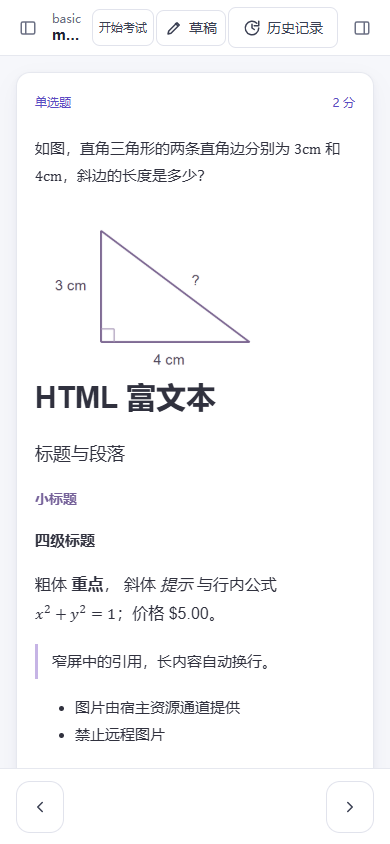 basic
m...
开始考试
草稿
历史记录
单选题
2 分
如图，直角三角形的两条直角边分别为 3cm 和
4cm，斜边的长度是多少?
3 cm
?
4 cm
HTML 富文本
标题与段落
小标题
四级标题
粗体 重点， 斜体 提示 与行内公式
x² + y² = 1；价格 $5.00。
窄屏中的引用，长内容自动换行。
• 图片由宿主资源通道提供
• 禁止远程图片